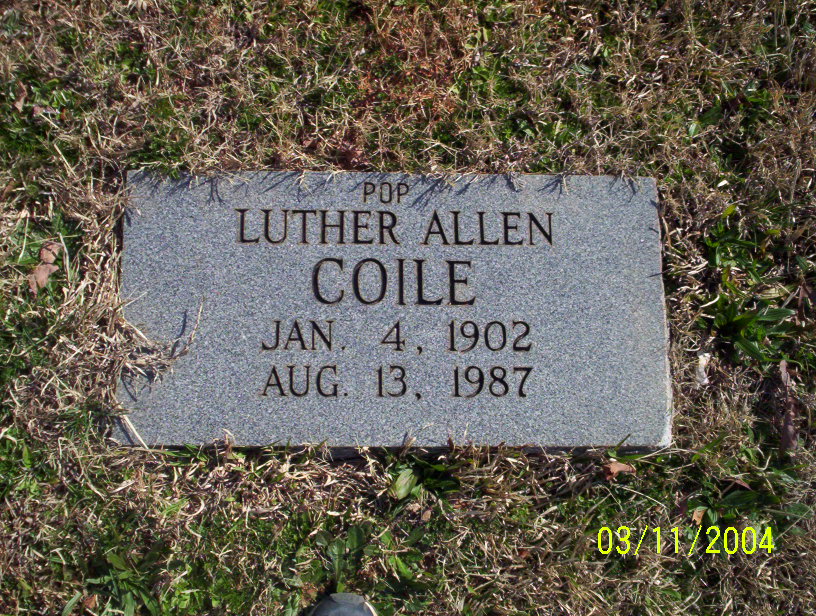 POP
LUTHER ALLEN
COILE
JAN. 4, 1902
AUG. 13, 1987
03/11/2004